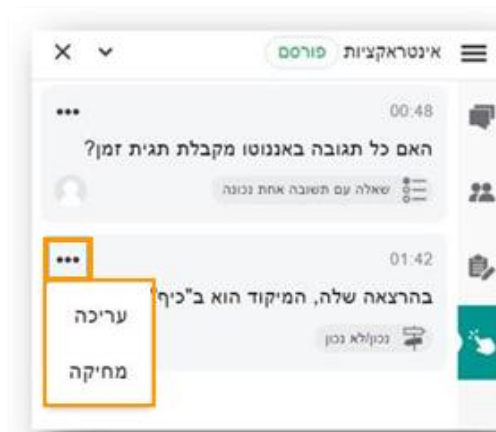 אינטראקציות פורסם
00:48
האם כל תגובה באננוטו מקבלת תגית זמן?
שאלה עם תשובה אחת נכונה
01:42
בהרצאה שלה, המיקוד הוא ב"כיף"
נכון/לא נכון
עריכה
מחיקה